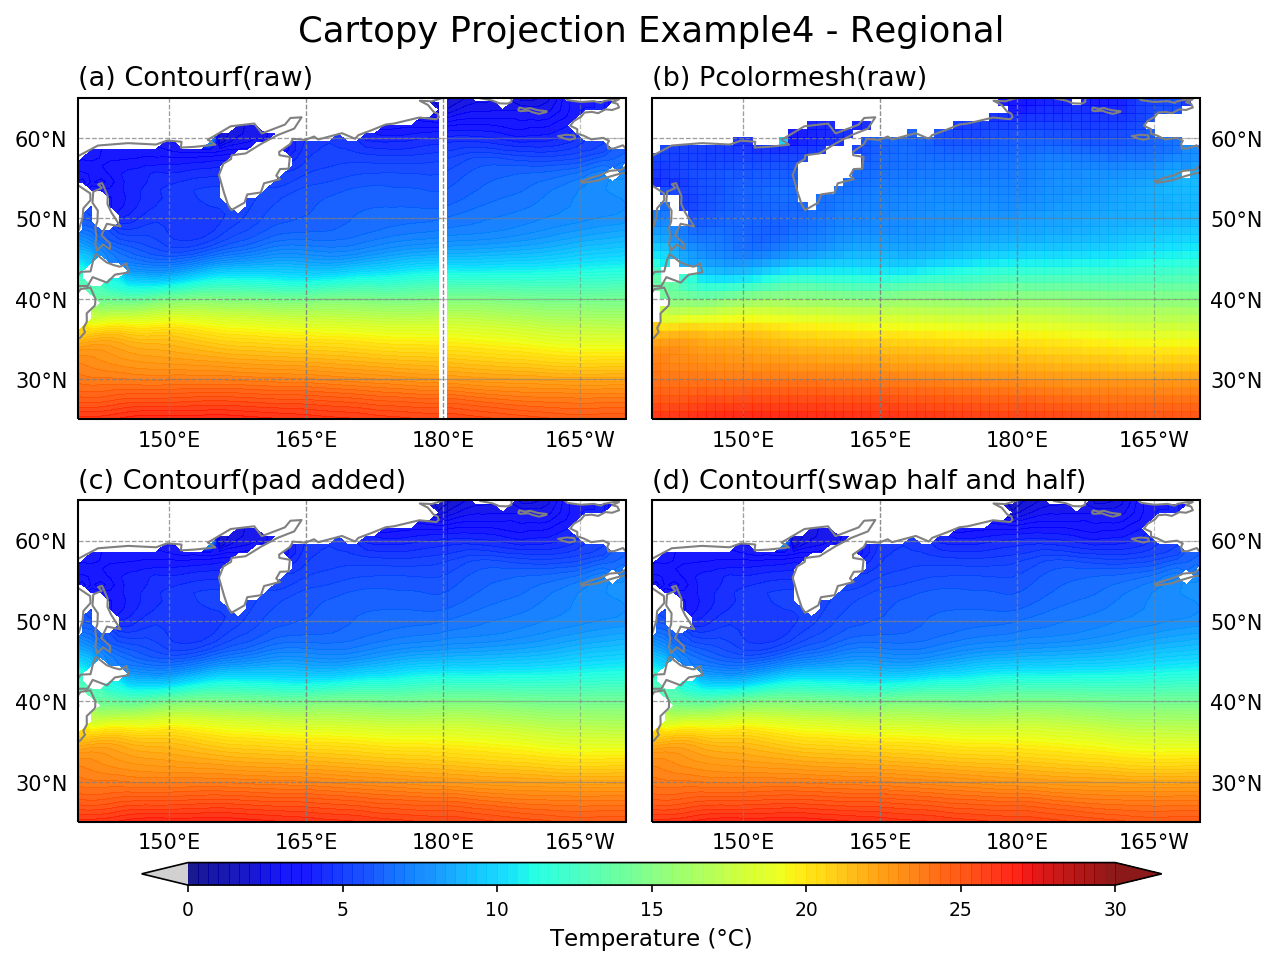 Cartopy Projection Example4 - Regional
(a) Contourf(raw)
(b) Pcolormesh(raw)
60°N
50°N
40°N
30°N
60°N
50°N
40°N
30°N
150°E 165°E 180°E 165°W
150°E 165°E 180°E 165°W
(c) Contourf(pad added)
(d) Contourf(swap half and half)
60°N
50°N
40°N
30°N
60°N
50°N
40°N
30°N
150°E 165°E 180°E 165°W
150°E 165°E 180°E 165°W
0 5 10 15 20 25 30
Temperature (°C)